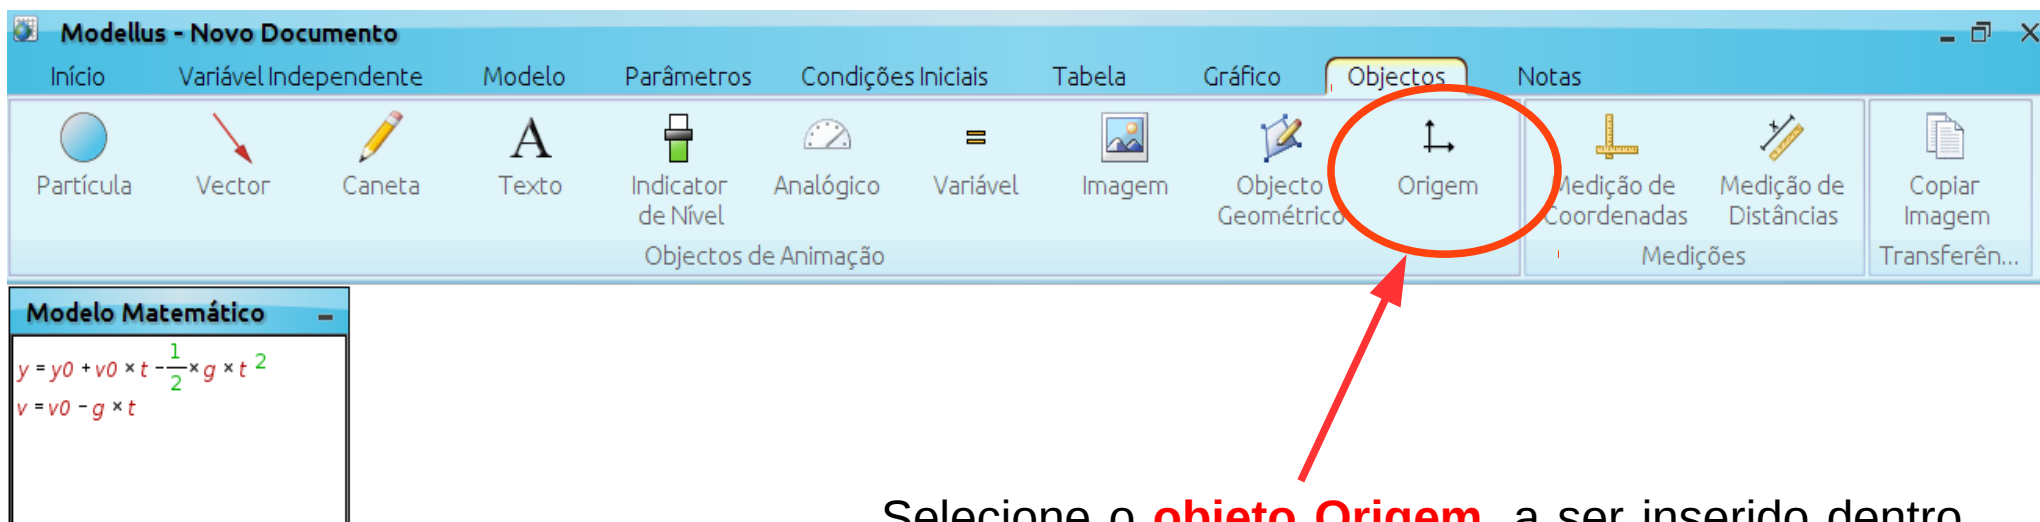 Modellus - Novo Documento
Início Variável Independente Modelo Parâmetros Condições Iniciais Tabela Gráfico Objectos Notas
Partícula Vector Caneta Texto Indicator de Nível Analógico Variável Imagem Objecto Geométrico Origem Medição de Coordenadas Medição de Distâncias Copiar Imagem
Objectos de Animação Medições Transferên...
Modelo Matemático
y = y0 + v0 × t - 1/2 × g × t 2
v = v0 - g × t
Selecione o objeto Origem, a ser inserido dentro